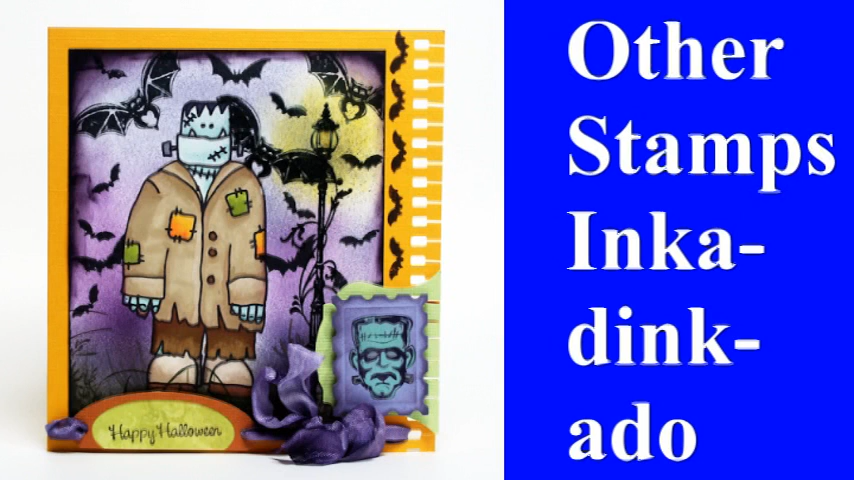 Happy Halloween
Other
Stamps
Inka-
dink-
ado